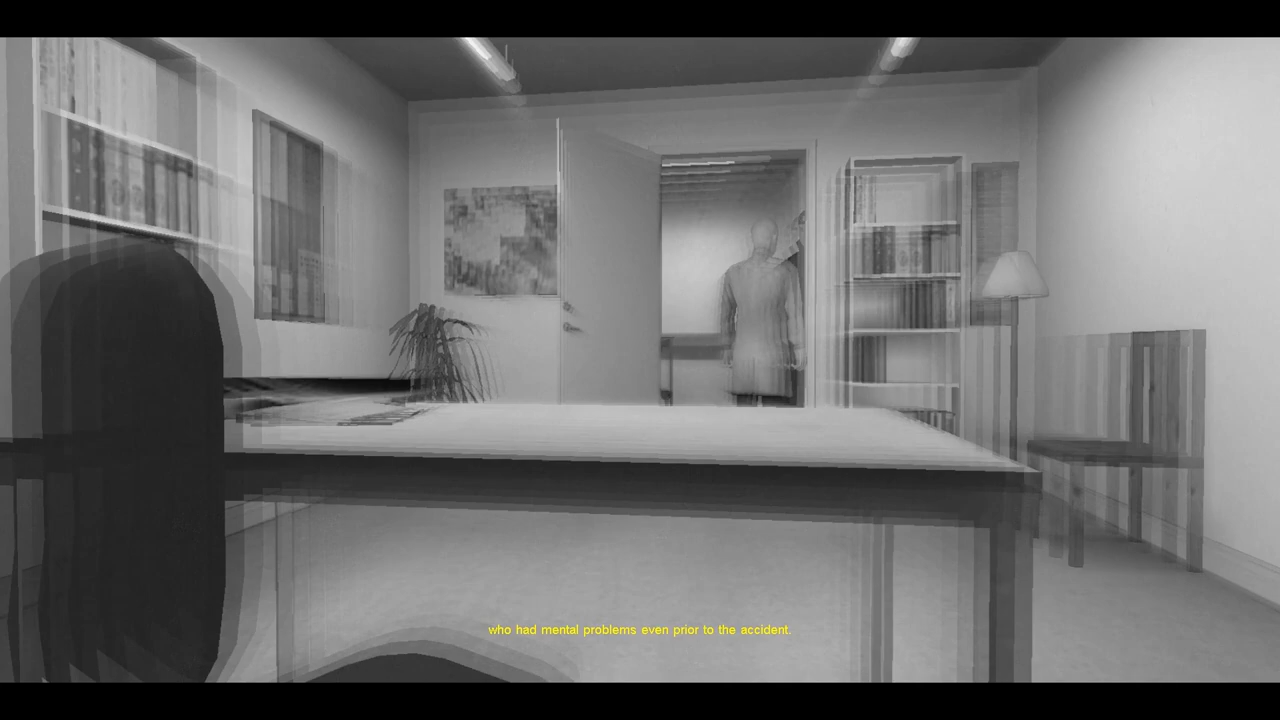 who had mental problems even prior to the accident.